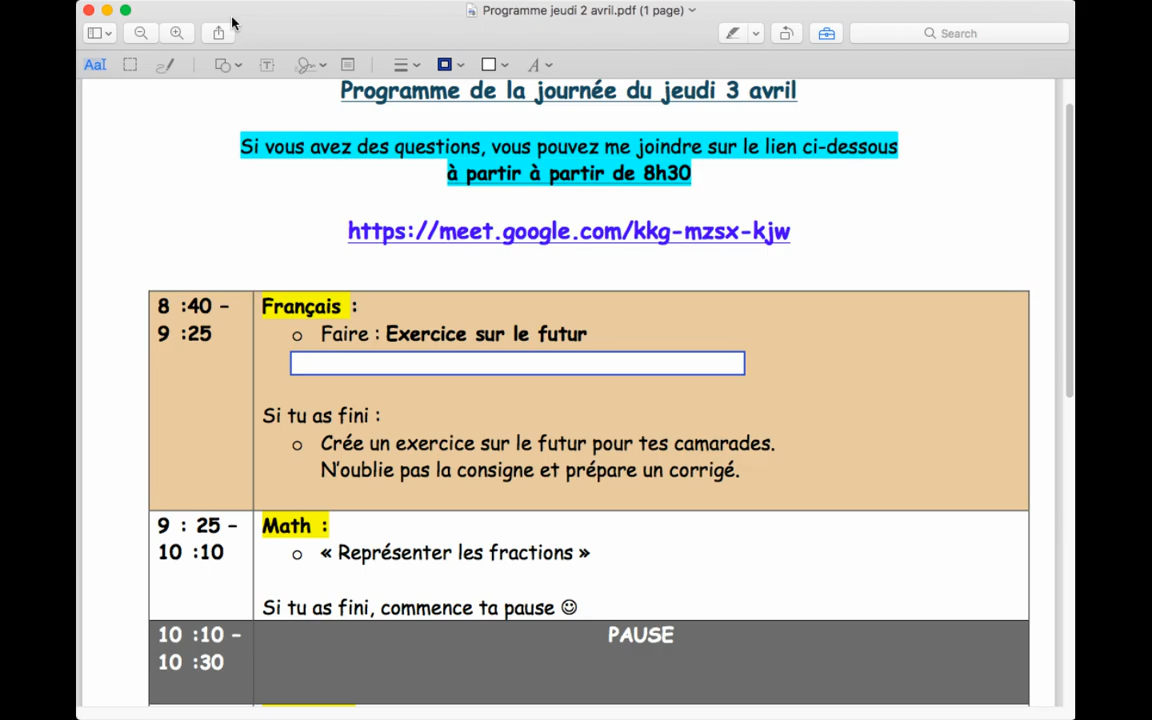 Programme jeudi 2 avril.pdf (1 page)
Search
AaI
T
A
Programme de la journée du jeudi 3 avril
Si vous avez des questions, vous pouvez me joindre sur le lien ci-dessous
à partir à partir de 8h30
https://meet.google.com/kkg-mzsx-kjw
8 :40 –
9 :25
Français :
o Faire : Exercice sur le futur
Si tu as fini :
o Crée un exercice sur le futur pour tes camarades.
N'oublie pas la consigne et prépare un corrigé.
9 : 25 –
10 :10
Math :
o « Représenter les fractions »
Si tu as fini, commence ta pause ☺
10 :10 –
10 :30
PAUSE